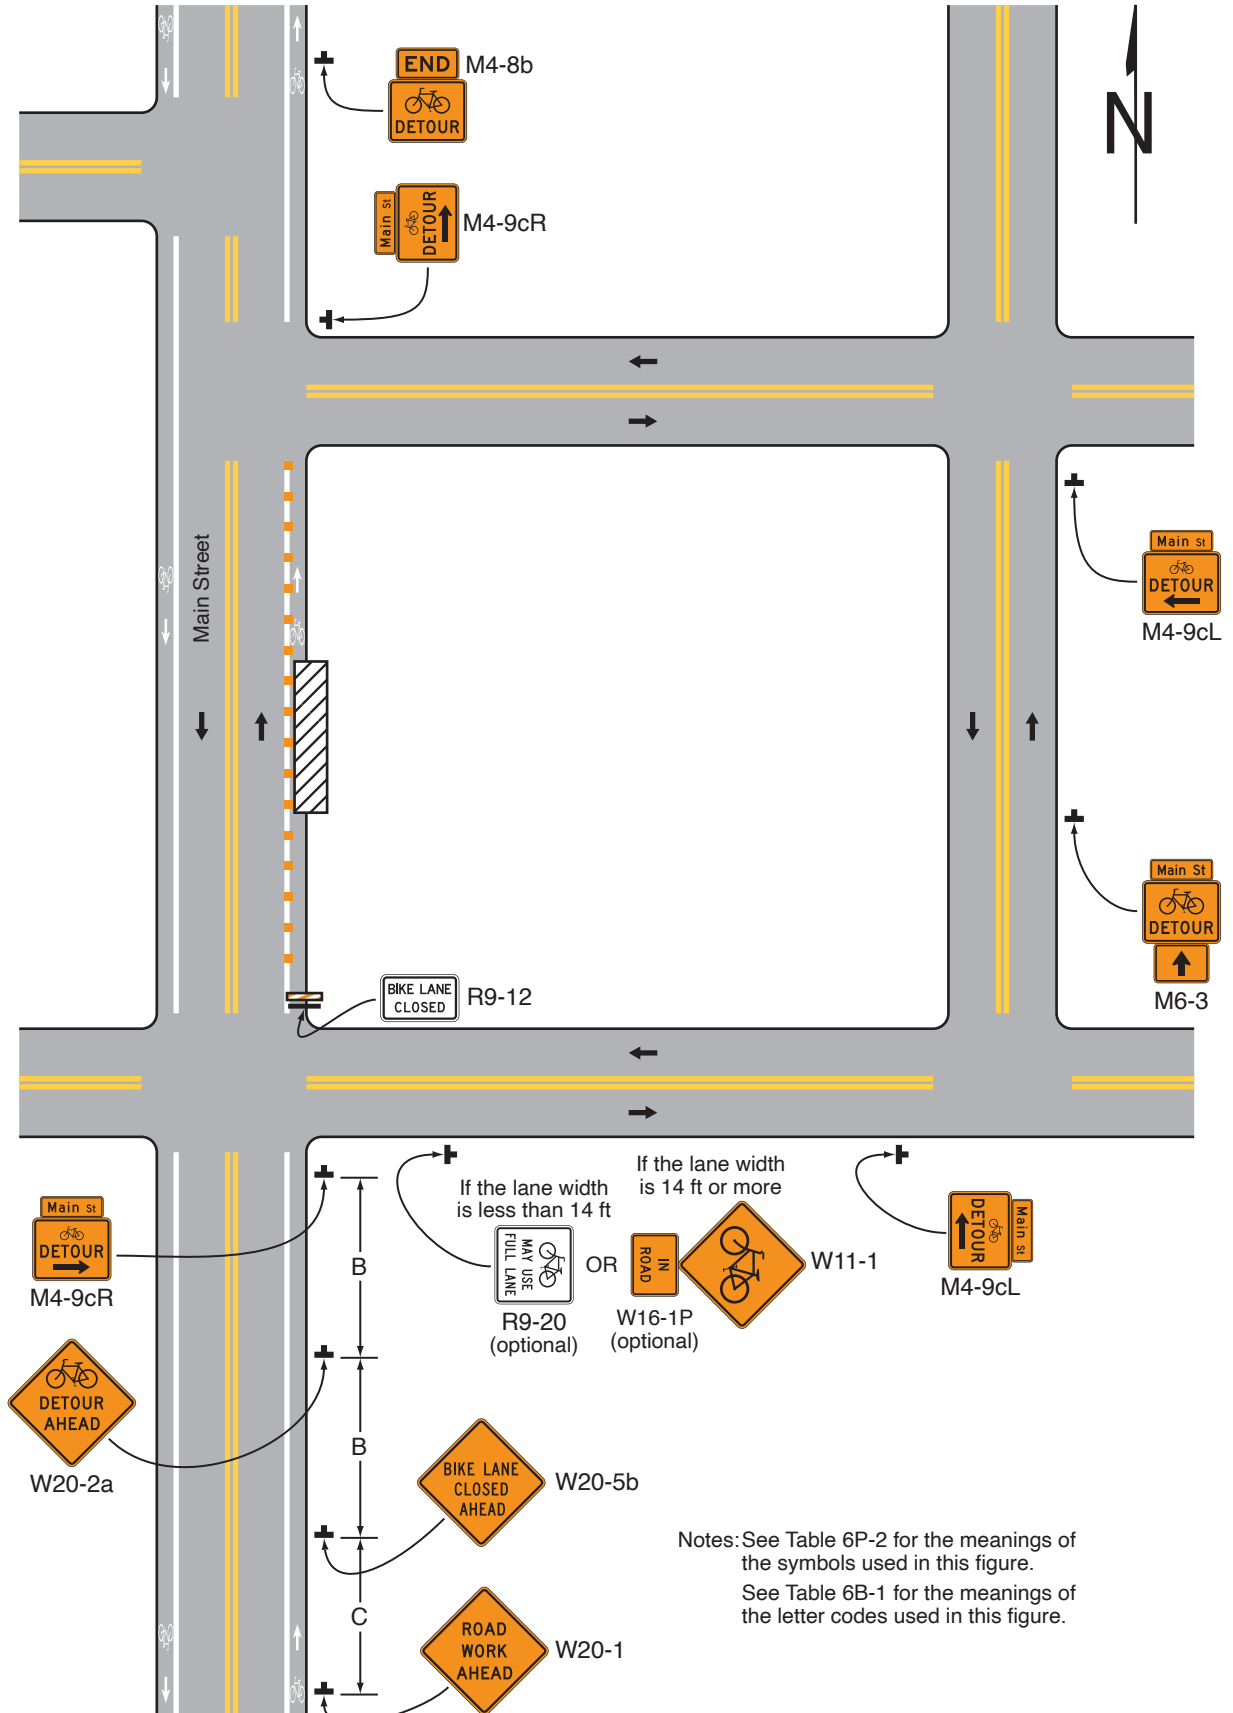 END
DETOUR
M4-8b
N
Main St
DETOUR
M4-9cR
Main Street
Main St
DETOUR
M4-9cL
Main St
DETOUR
M6-3
BIKE LANE
CLOSED
R9-12
Main St
DETOUR
M4-9cR
B
If the lane width
is less than 14 ft
MAY USE
FULL LANE
R9-20
(optional)
OR
If the lane width
is 14 ft or more
IN
ROAD
W16-1P
(optional)
W11-1
Main St
DETOUR
M4-9cL
DETOUR
AHEAD
W20-2a
B
BIKE LANE
CLOSED
AHEAD
W20-5b
C
ROAD
WORK
AHEAD
W20-1
Notes: See Table 6P-2 for the meanings of
the symbols used in this figure.
See Table 6B-1 for the meanings of
the letter codes used in this figure.